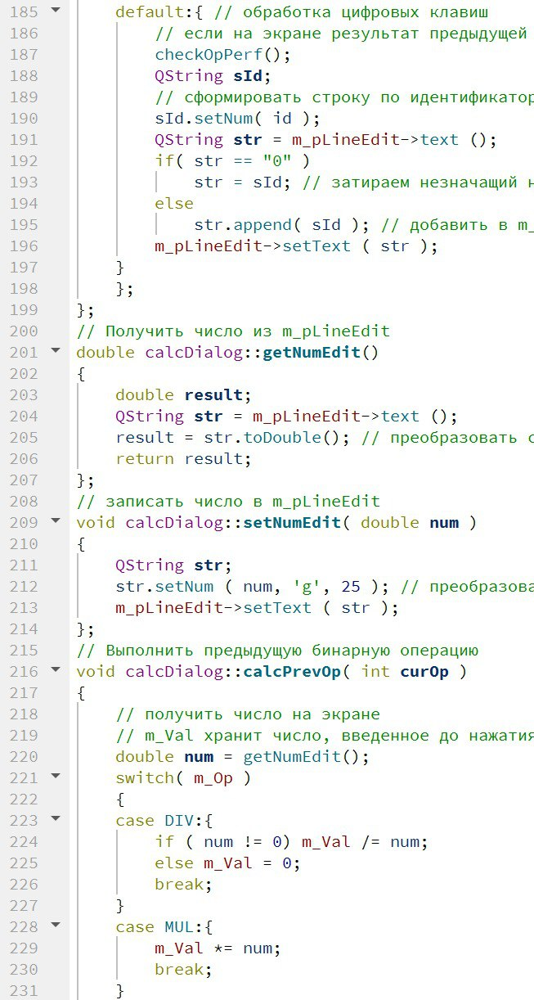 185 default:{ // обработка цифровых клавиш
186 // если на экране результат предыдущей
187 checkOpPerf();
188 QString sId;
189 // сформировать строку по идентификатор
190 sId.setNum( id );
191 QString str = m_pLineEdit->text ();
192 if( str == "0" )
193 str = sId; // затираем незначащий н
194 else
195 str.append( sId ); // добавить в m_
196 m_pLineEdit->setText ( str );
197 }
198 };
199 };
200 // Получить число из m_pLineEdit
201 double calcDialog::getNumEdit()
202 {
203 double result;
204 QString str = m_pLineEdit->text ();
205 result = str.toDouble(); // преобразовать с
206 return result;
207 };
208 // записать число в m_pLineEdit
209 void calcDialog::setNumEdit( double num )
210 {
211 QString str;
212 str.setNum ( num, 'g', 25 ); // преобразова
213 m_pLineEdit->setText ( str );
214 };
215 // Выполнить предыдущую бинарную операцию
216 void calcDialog::calcPrevOp( int curOp )
217 {
218 // получить число на экране
219 // m_Val хранит число, введенное до нажатия
220 double num = getNumEdit();
221 switch( m_Op )
222 {
223 case DIV:{
224 if ( num != 0) m_Val /= num;
225 else m_Val = 0;
226 break;
227 }
228 case MUL:{
229 m_Val *= num;
230 break;
231 }